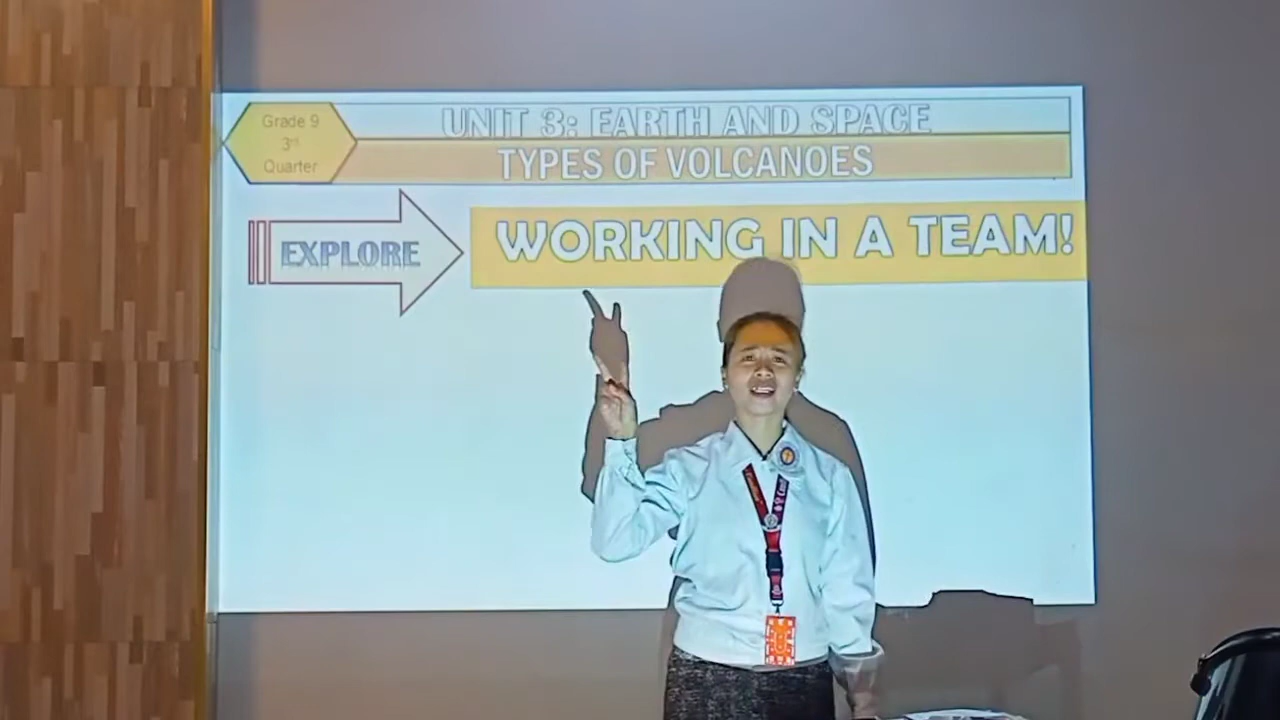 Grade 9
3rd
Quarter
UNIT 3: EARTH AND SPACE
TYPES OF VOLCANOES
EXPLORE
WORKING IN A TEAM!